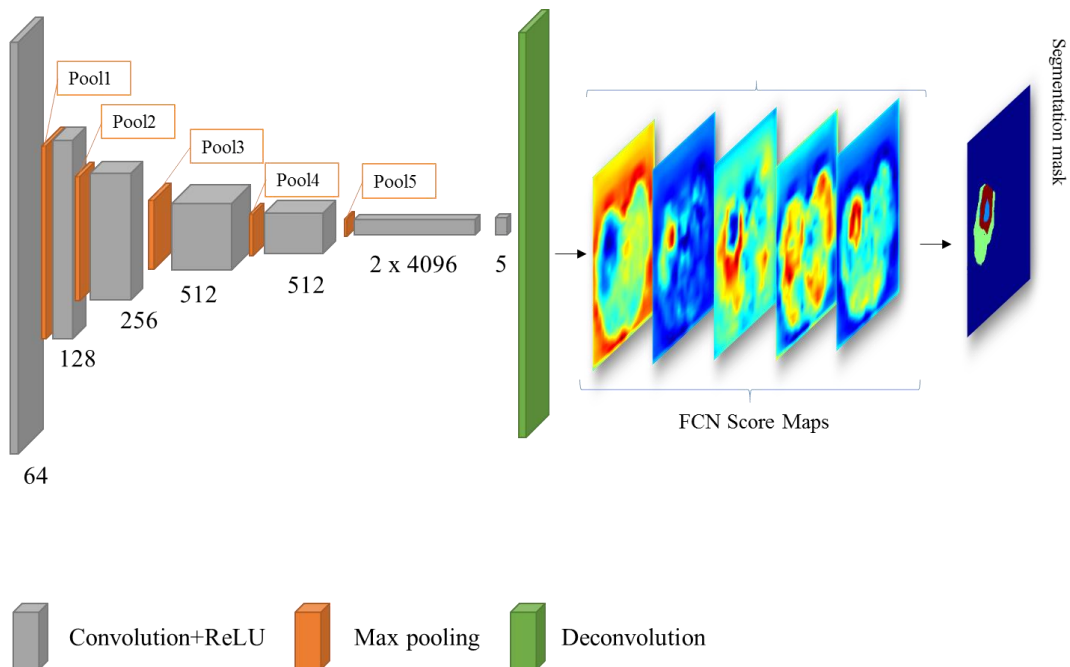 Pool1
Pool2
Pool3
Pool4
Pool5
64
128
256
512
512
2 x 4096
5
FCN Score Maps
Segmentation mask
Convolution+ReLU
Max pooling
Deconvolution